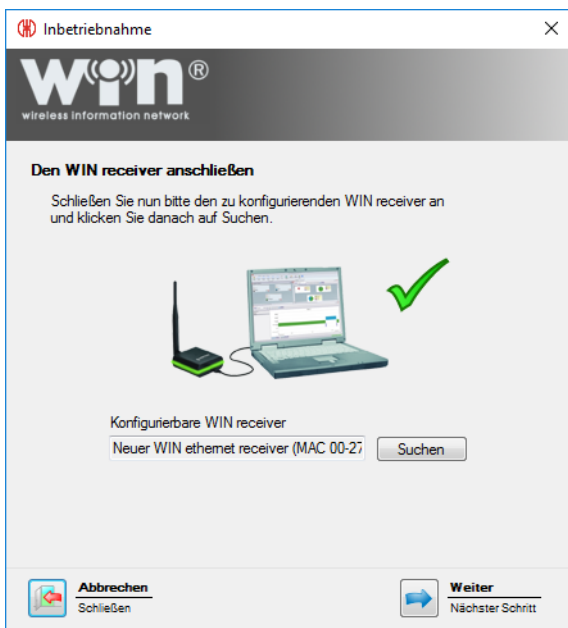 Inbetriebnahme
win®
wireless information network
Den WIN receiver anschließen
Schließen Sie nun bitte den zu konfigurierenden WIN receiver an
und klicken Sie danach auf Suchen.
Konfigurierbare WIN receiver
Neuer WIN ethernet receiver (MAC 00-27
Suchen
Abbrechen
Schließen
Weiter
Nächster Schritt